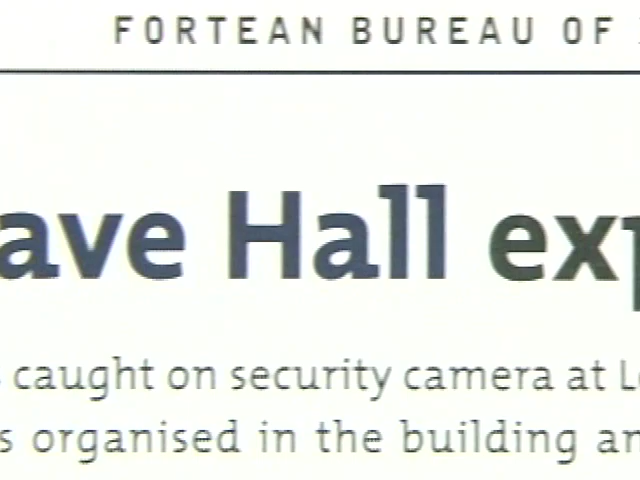 FORTEAN BUREAU OF
ave Hall exp
caught on security camera at L
s organised in the building an